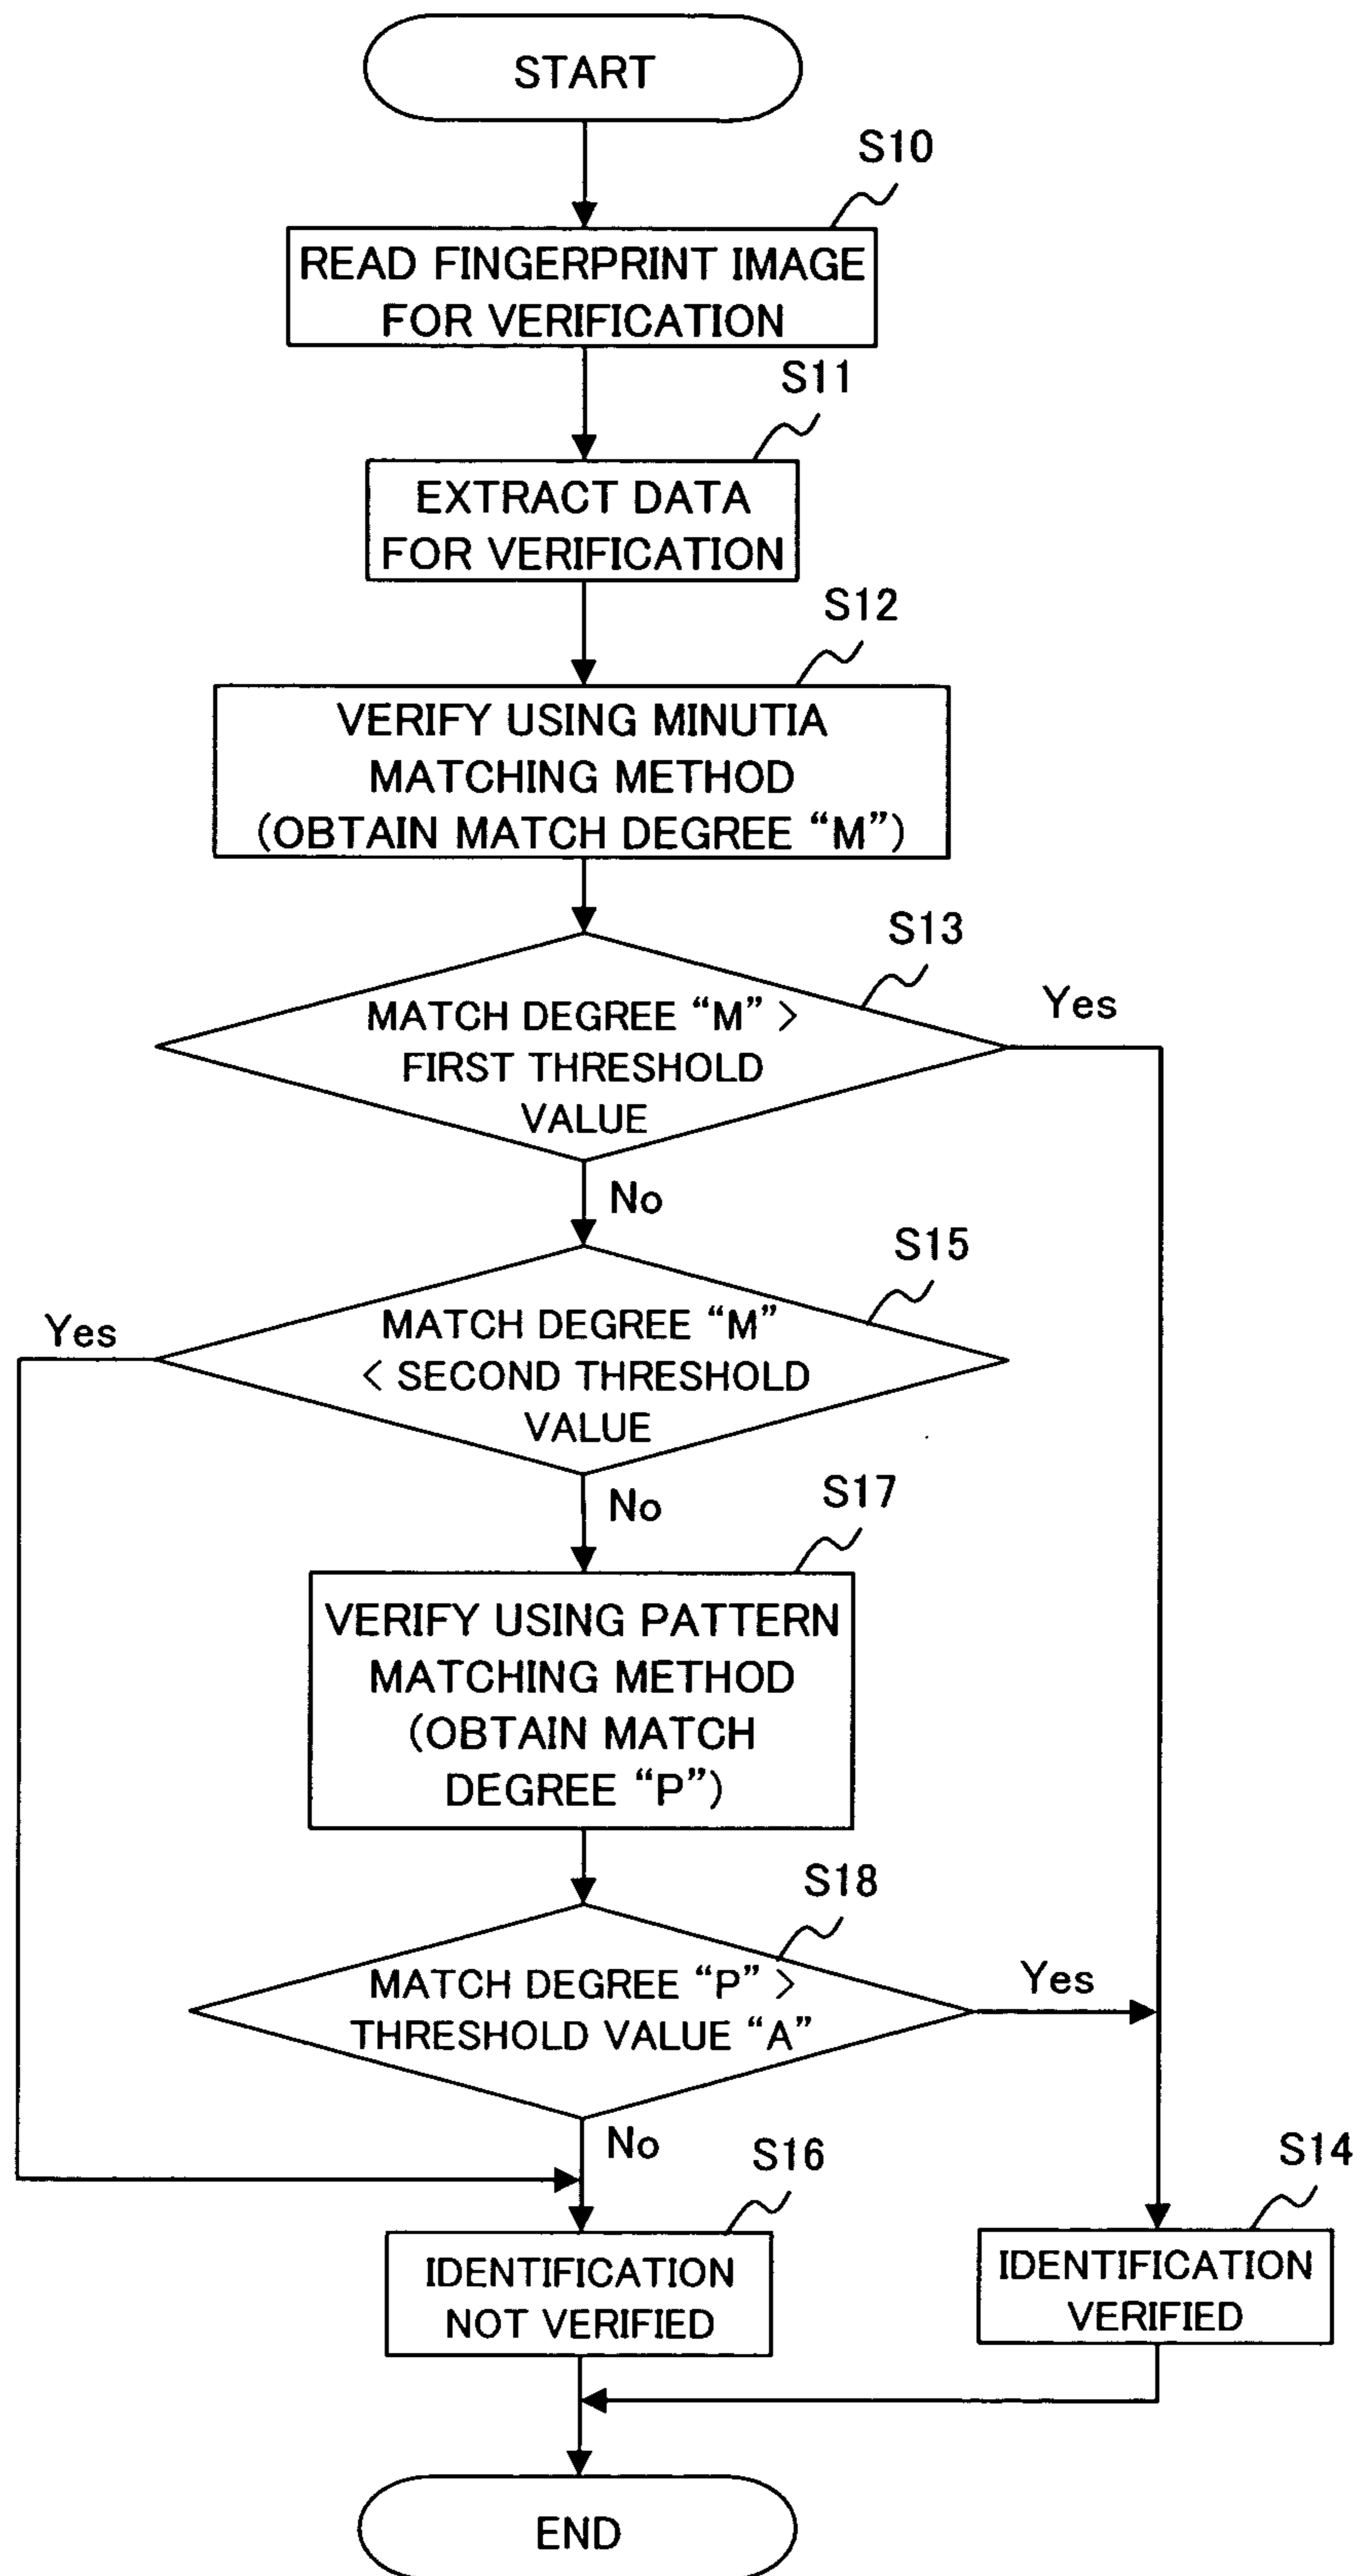 START
S10
READ FINGERPRINT IMAGE
FOR VERIFICATION
S11
EXTRACT DATA
FOR VERIFICATION
S12
VERIFY USING MINUTIA
MATCHING METHOD
(OBTAIN MATCH DEGREE “M”)
S13
MATCH DEGREE “M” >
FIRST THRESHOLD
VALUE
Yes
No
S15
MATCH DEGREE “M”
< SECOND THRESHOLD
VALUE
Yes
No
S17
VERIFY USING PATTERN
MATCHING METHOD
(OBTAIN MATCH
DEGREE “P”)
S18
MATCH DEGREE “P” >
THRESHOLD VALUE “A”
Yes
No
S16
IDENTIFICATION
NOT VERIFIED
S14
IDENTIFICATION
VERIFIED
END